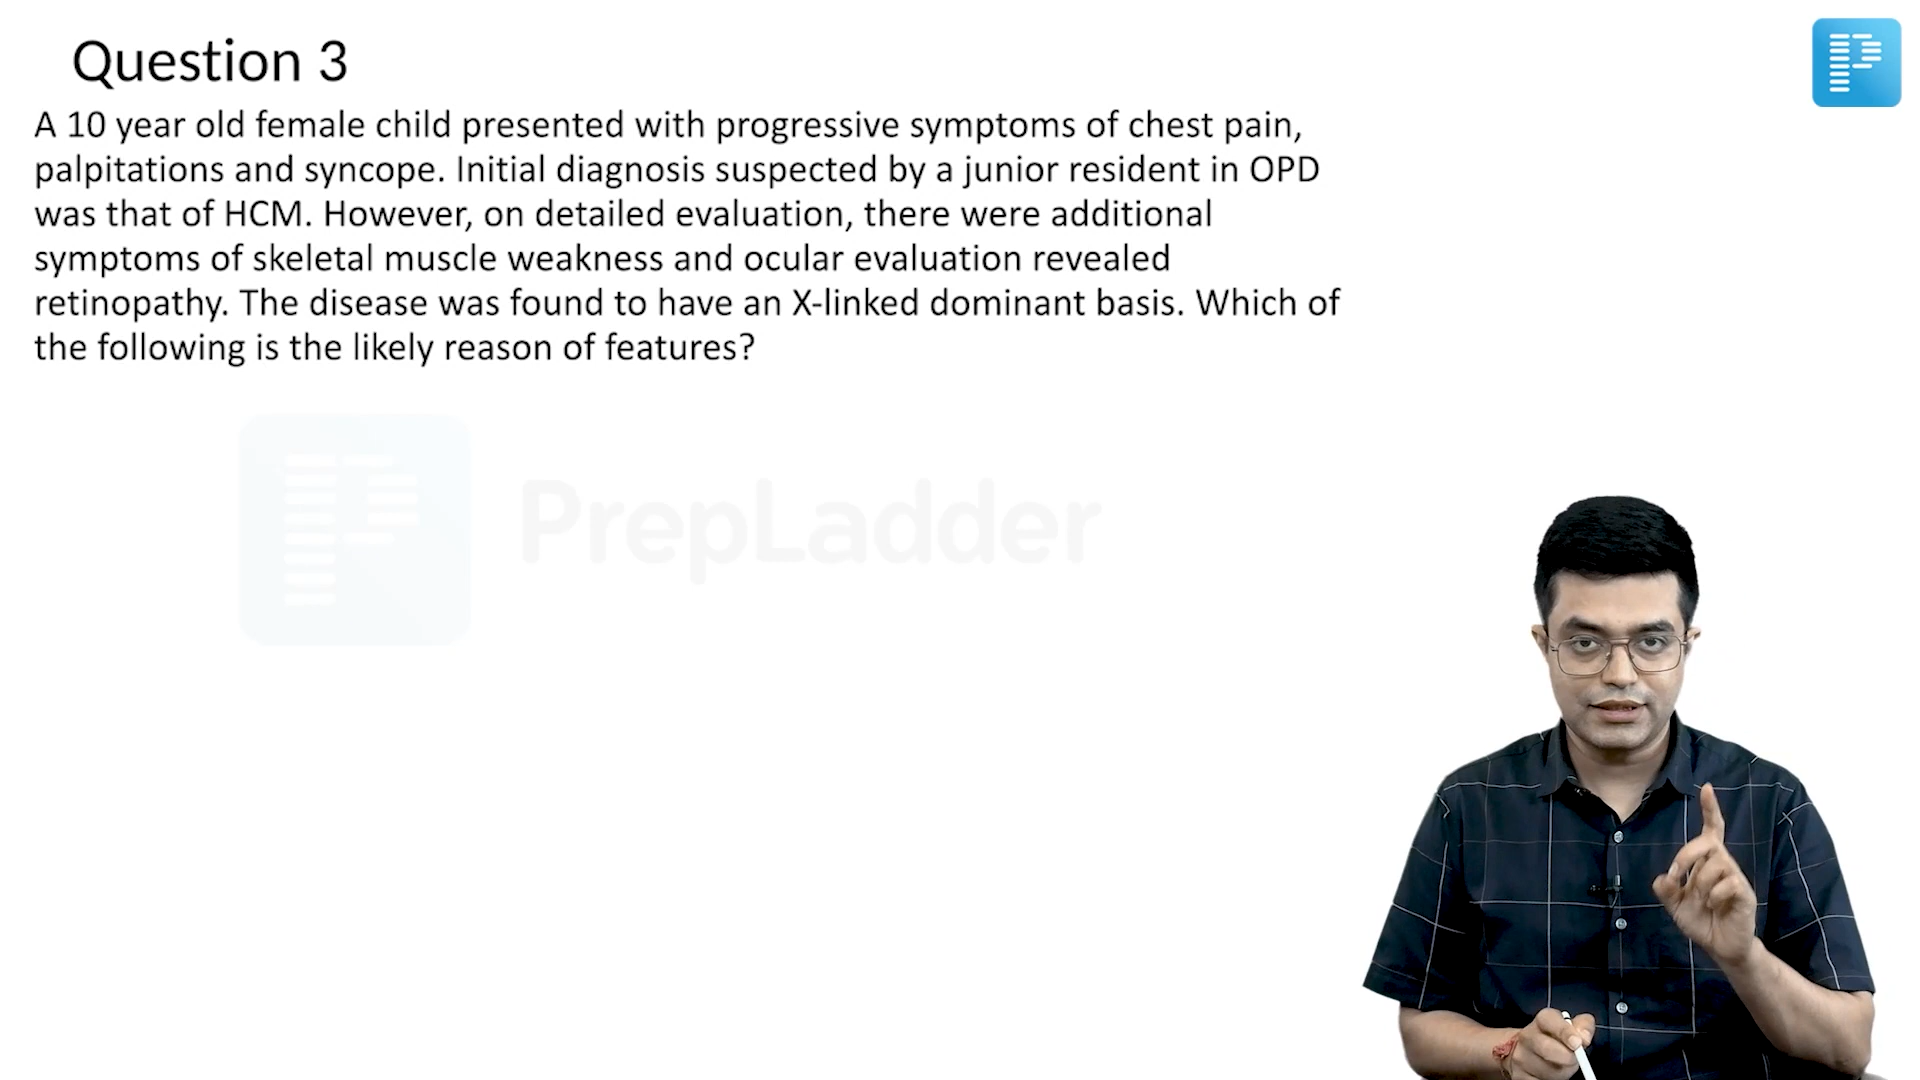 Question 3
A 10 year old female child presented with progressive symptoms of chest pain,
palpitations and syncope. Initial diagnosis suspected by a junior resident in OPD
was that of HCM. However, on detailed evaluation, there were additional
symptoms of skeletal muscle weakness and ocular evaluation revealed
retinopathy. The disease was found to have an X-linked dominant basis. Which of
the following is the likely reason of features?
PrepLadder